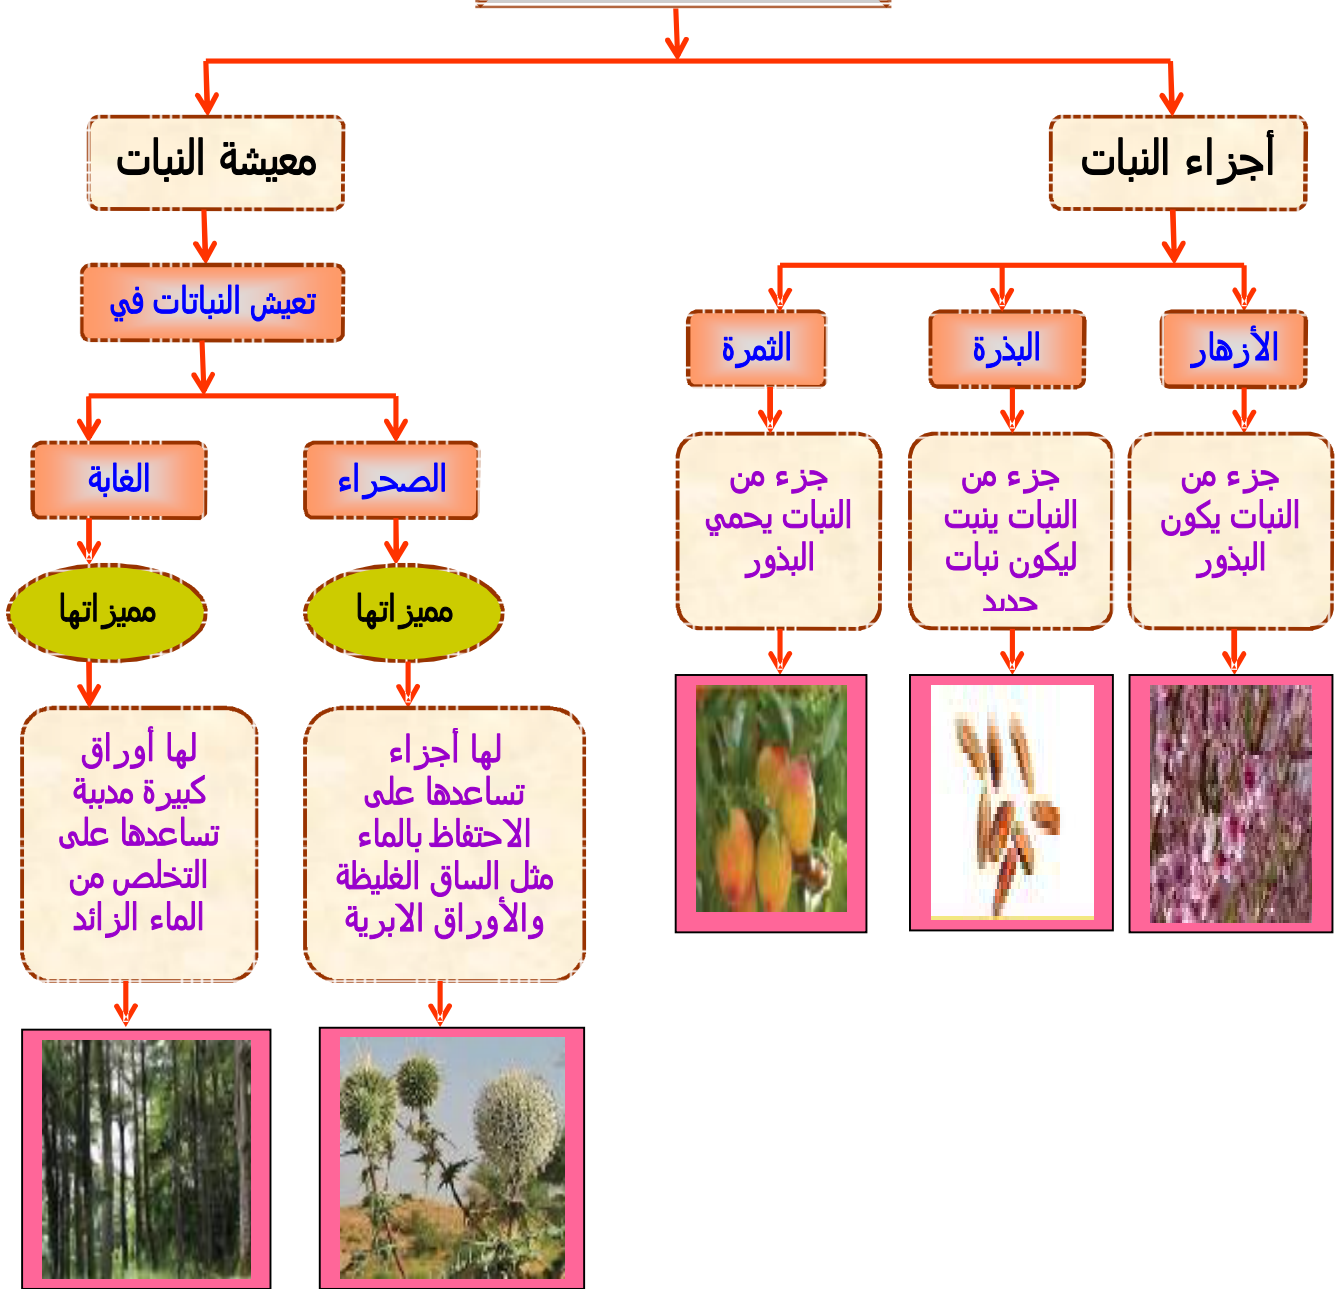 أجزاء النبات
معيشة النبات
تعيش النباتات في
الأزهار
البذرة
الثمرة
جزء من
النبات يكون
البذور
جزء من
النبات ينبت
ليكون نبات
جديد
جزء من
النبات يحمي
البذور
الصحراء
الغابة
مميزاتها
مميزاتها
لها أجزاء
تساعدها على
الاحتفاظ بالماء
مثل الساق الغليظة
والأوراق الابرية
لها أوراق
كبيرة مدببة
تساعدها على
التخلص من
الماء الزائد